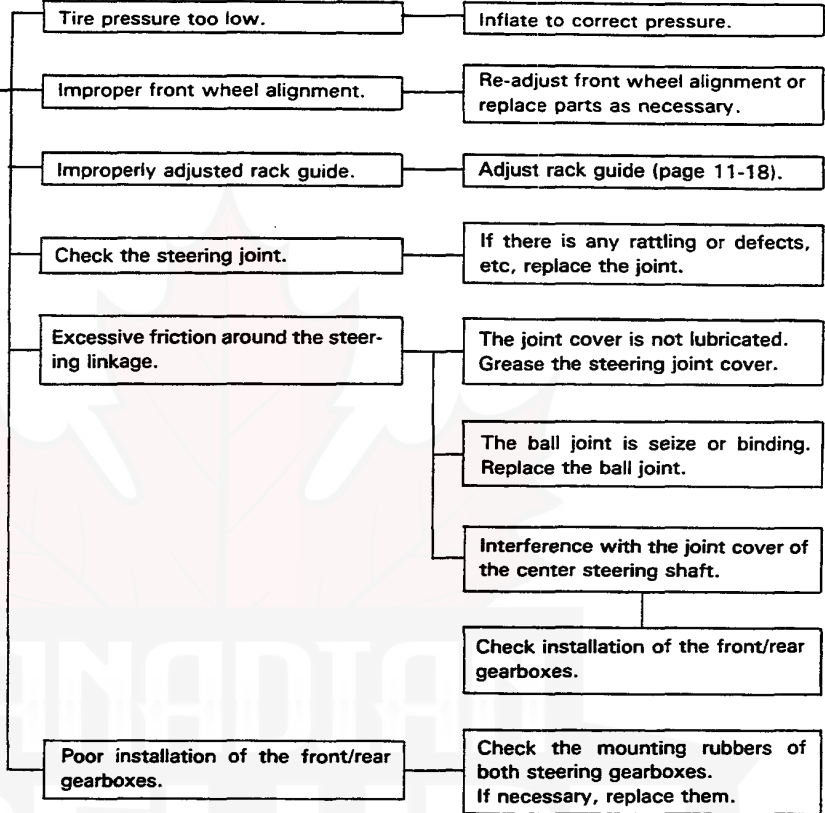 Tire pressure too low.
Inflate to correct pressure.
Improper front wheel alignment.
Re-adjust front wheel alignment or
replace parts as necessary.
Improperly adjusted rack guide.
Adjust rack guide (page 11-18).
Check the steering joint.
If there is any rattling or defects,
etc, replace the joint.
Excessive friction around the steer-
ing linkage.
The joint cover is not lubricated.
Grease the steering joint cover.
The ball joint is seize or binding.
Replace the ball joint.
Interference with the joint cover of
the center steering shaft.
Check installation of the front/rear
gearboxes.
Poor installation of the front/rear
gearboxes.
Check the mounting rubbers of
both steering gearboxes.
If necessary, replace them.